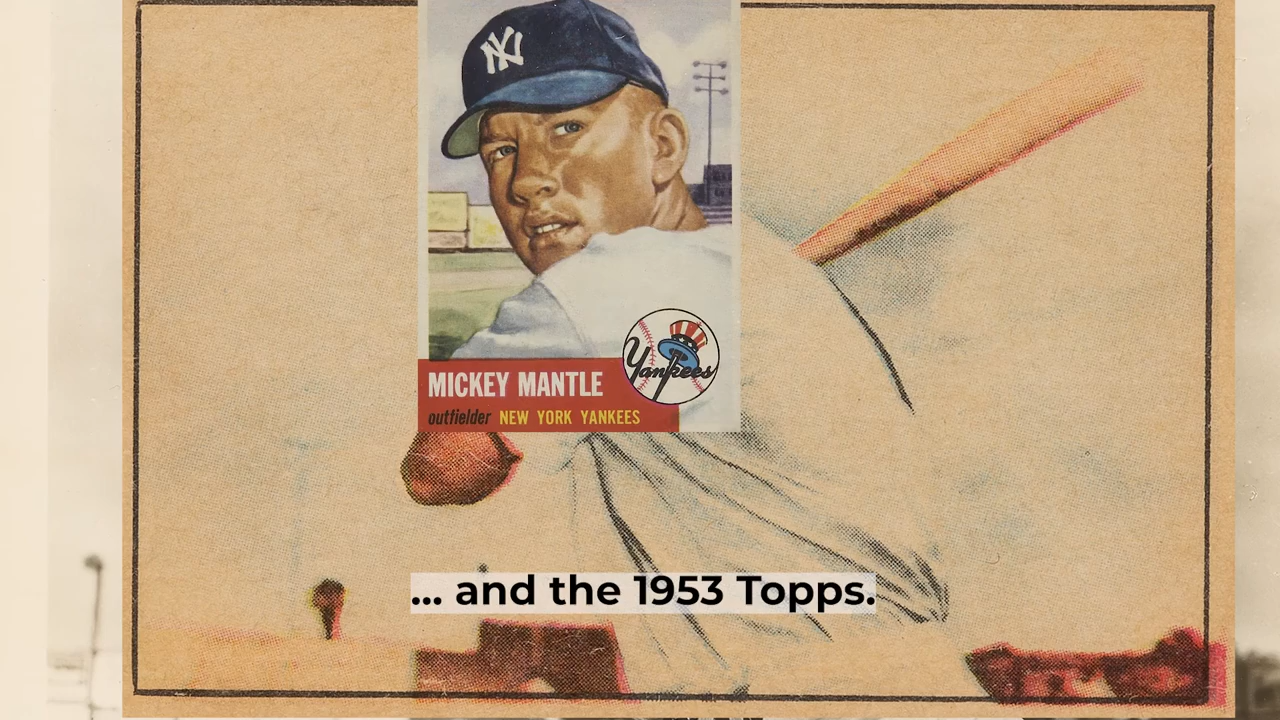 NY
Yankees
MICKEY MANTLE
outfielder NEW YORK YANKEES
... and the 1953 Topps.